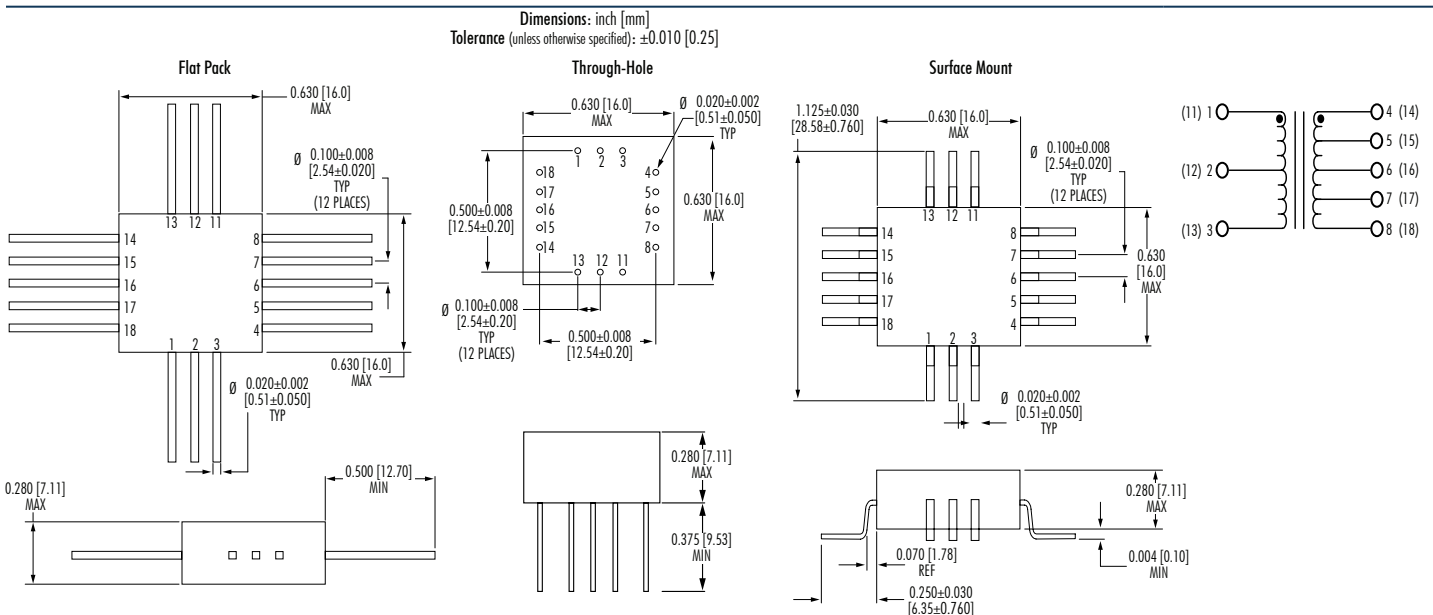 Dimensions: inch [mm]
Tolerance (unless otherwise specified): ±0.010 [0.25]
Flat Pack
0.630 [16.0]
MAX
Ø 0.100±0.008
[2.54±0.020]
TYP
(12 PLACES)
13 12 11
14
15
16
17
18
8
7
6
5
4
1 2 3
0.630 [16.0]
MAX
Ø 0.020±0.002
[0.51±0.050]
TYP
0.280 [7.11]
MAX
0.500 [12.70]
MIN
Through-Hole
0.630 [16.0]
MAX
Ø 0.020±0.002
[0.51±0.050]
TYP
1 2 3
18
17
16
15
14
4
5
6
7
8
13 12 11
0.500±0.008
[12.54±0.20]
0.630 [16.0]
MAX
Ø 0.100±0.008
[2.54±0.20]
TYP
(12 PLACES)
0.500±0.008
[12.54±0.20]
0.280 [7.11]
MAX
0.375 [9.53]
MIN
Surface Mount
1.125±0.030
[28.58±0.760]
0.630 [16.0]
MAX
Ø 0.100±0.008
[2.54±0.020]
TYP
(12 PLACES)
13 12 11
14
15
16
17
18
8
7
6
5
4
1 2 3
0.630
[16.0]
MAX
Ø 0.020±0.002
[0.51±0.050]
TYP
0.280 [7.11]
MAX
0.070 [1.78]
REF
0.004 [0.10]
MIN
0.250±0.030
[6.35±0.760]
(11) 1
(12) 2
(13) 3
4 (14)
5 (15)
6 (16)
7 (17)
8 (18)